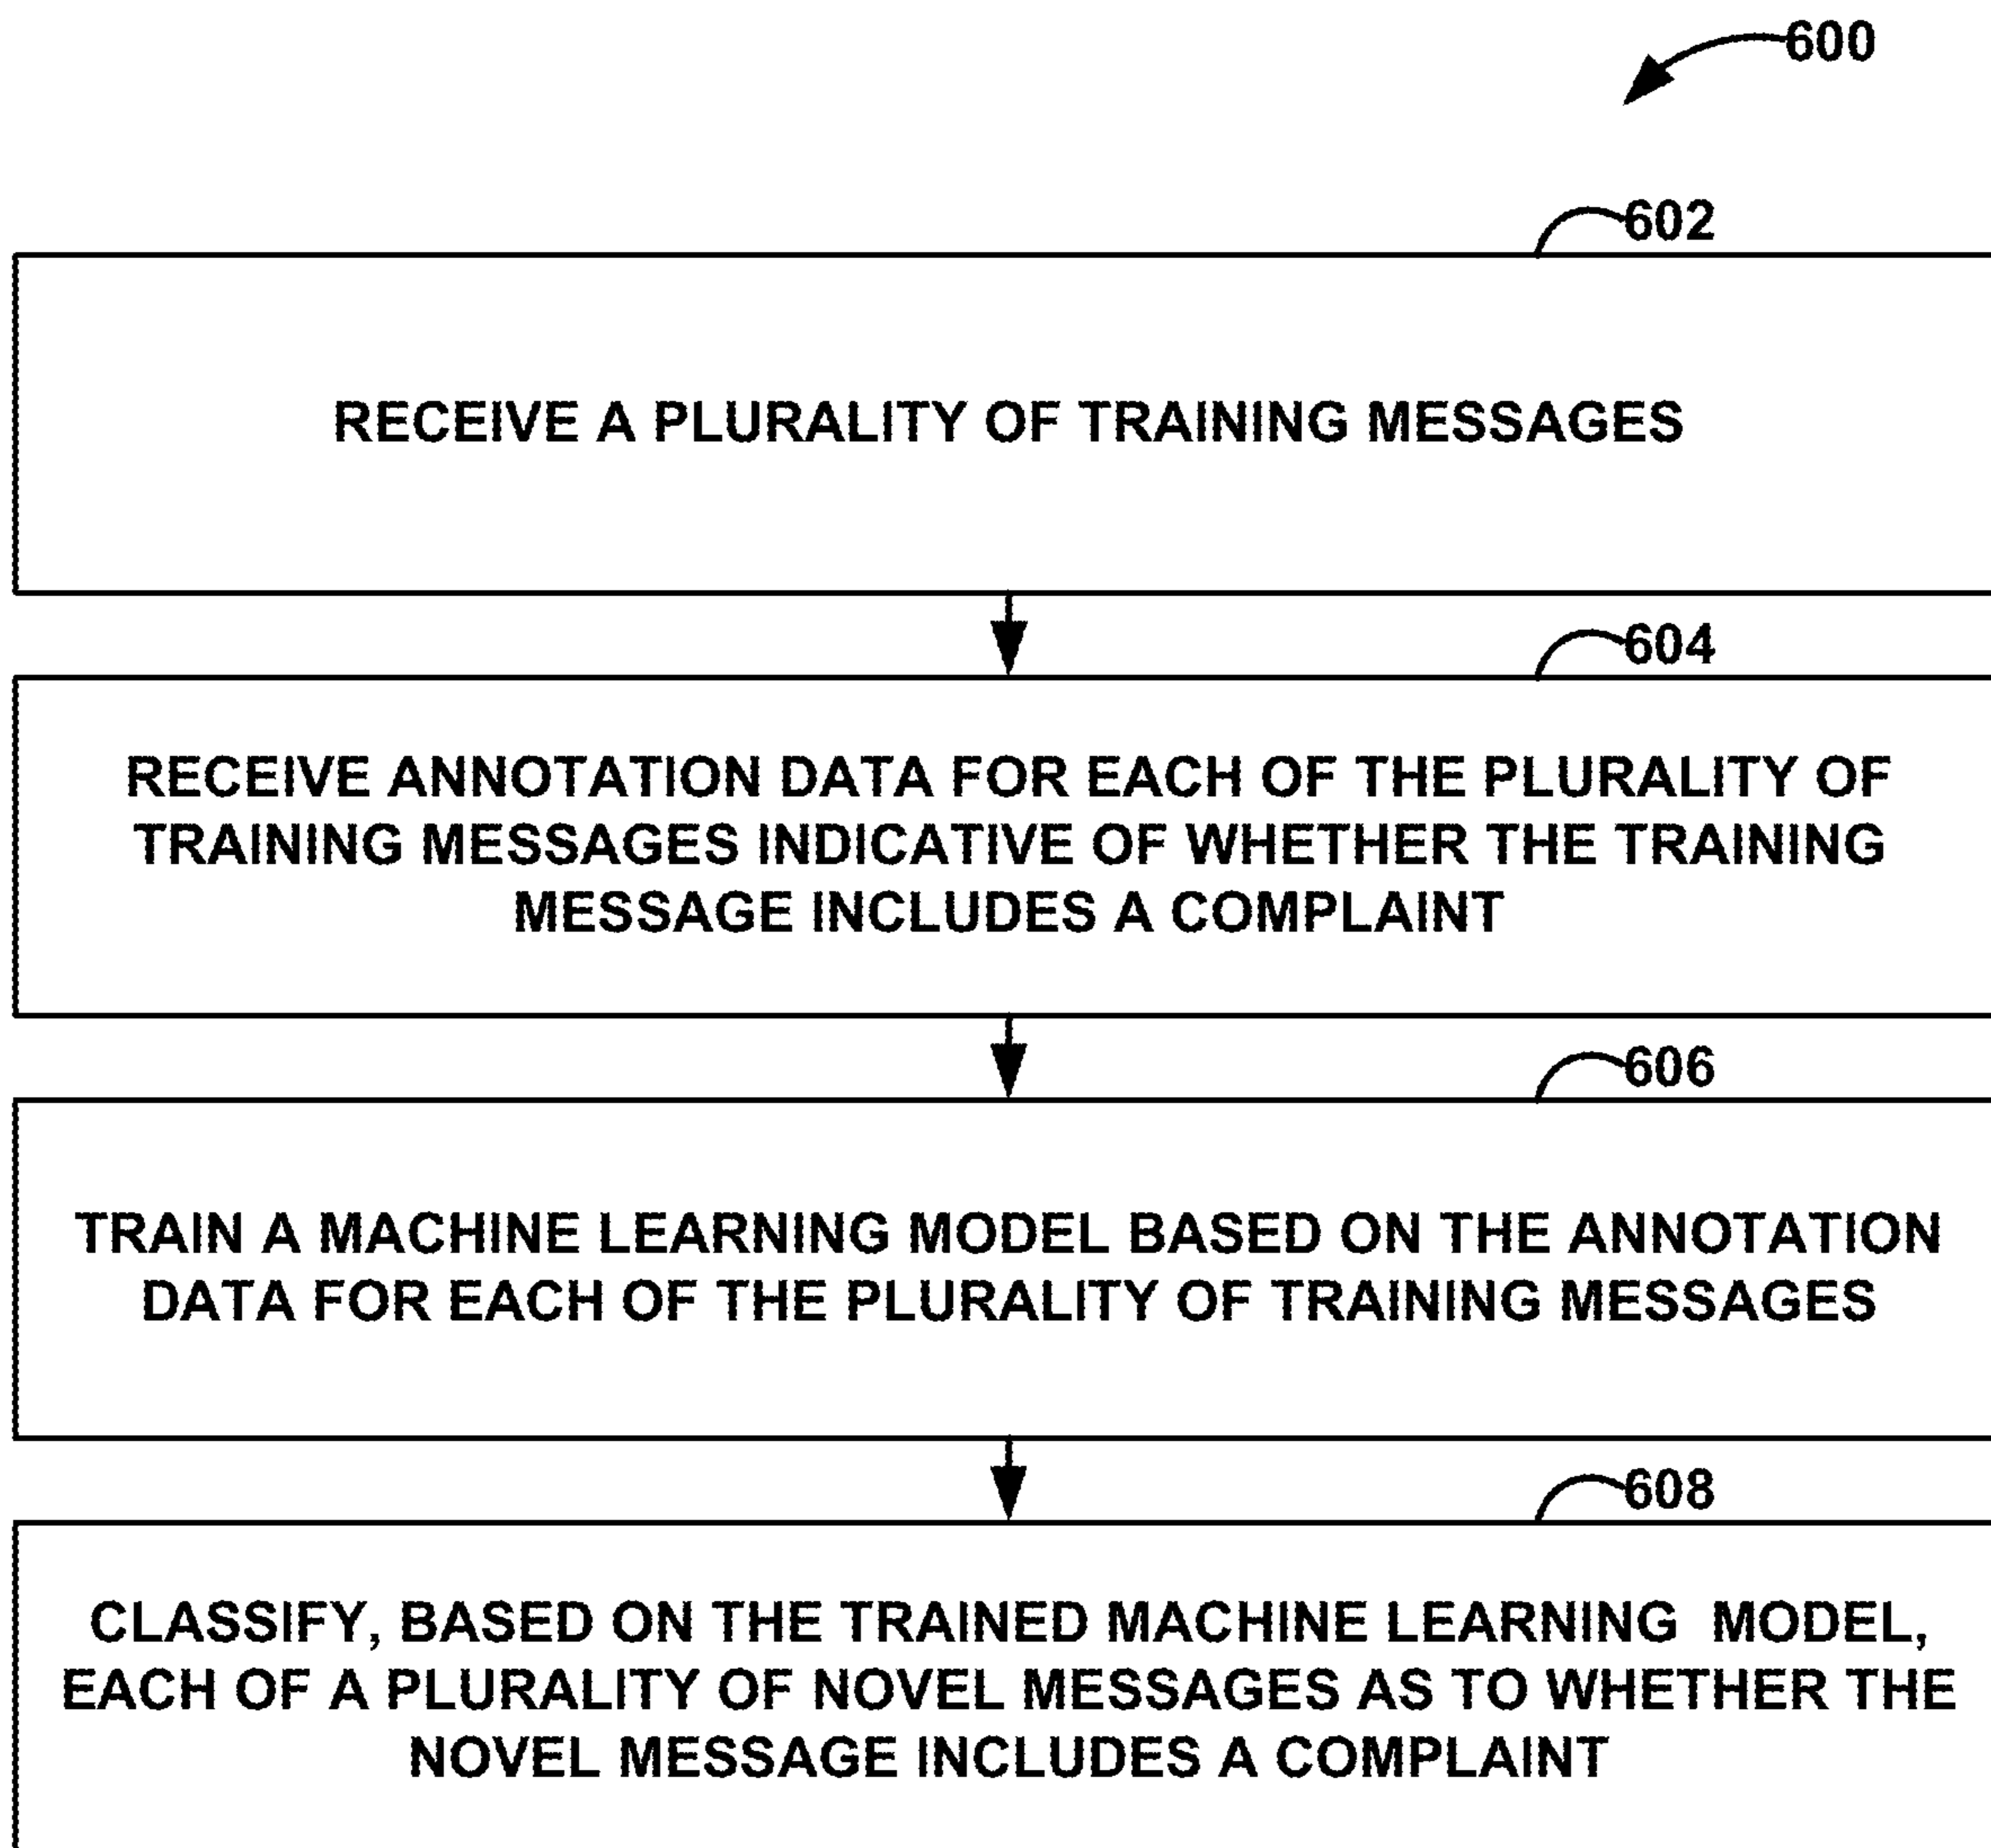 600
602
RECEIVE A PLURALITY OF TRAINING MESSAGES
604
RECEIVE ANNOTATION DATA FOR EACH OF THE PLURALITY OF
TRAINING MESSAGES INDICATIVE OF WHETHER THE TRAINING
MESSAGE INCLUDES A COMPLAINT
606
TRAIN A MACHINE LEARNING MODEL BASED ON THE ANNOTATION
DATA FOR EACH OF THE PLURALITY OF TRAINING MESSAGES
608
CLASSIFY, BASED ON THE TRAINED MACHINE LEARNING MODEL,
EACH OF A PLURALITY OF NOVEL MESSAGES AS TO WHETHER THE
NOVEL MESSAGE INCLUDES A COMPLAINT